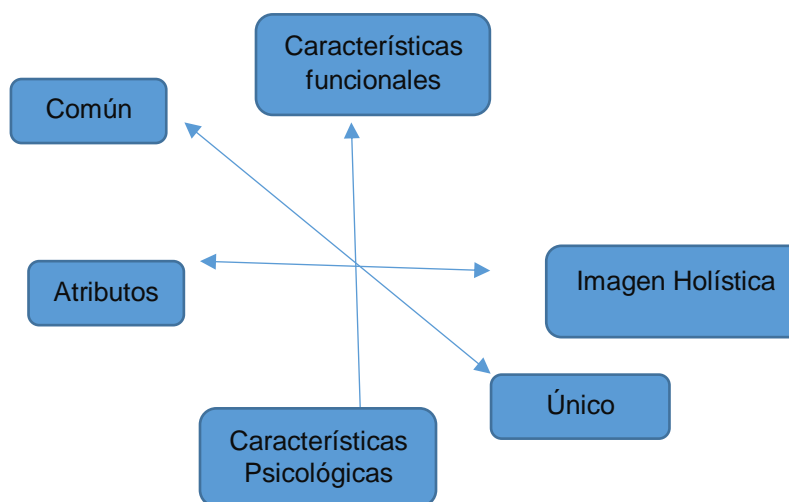 Características
funcionales
Común
Atributos
Imagen Holística
Único
Características
Psicológicas